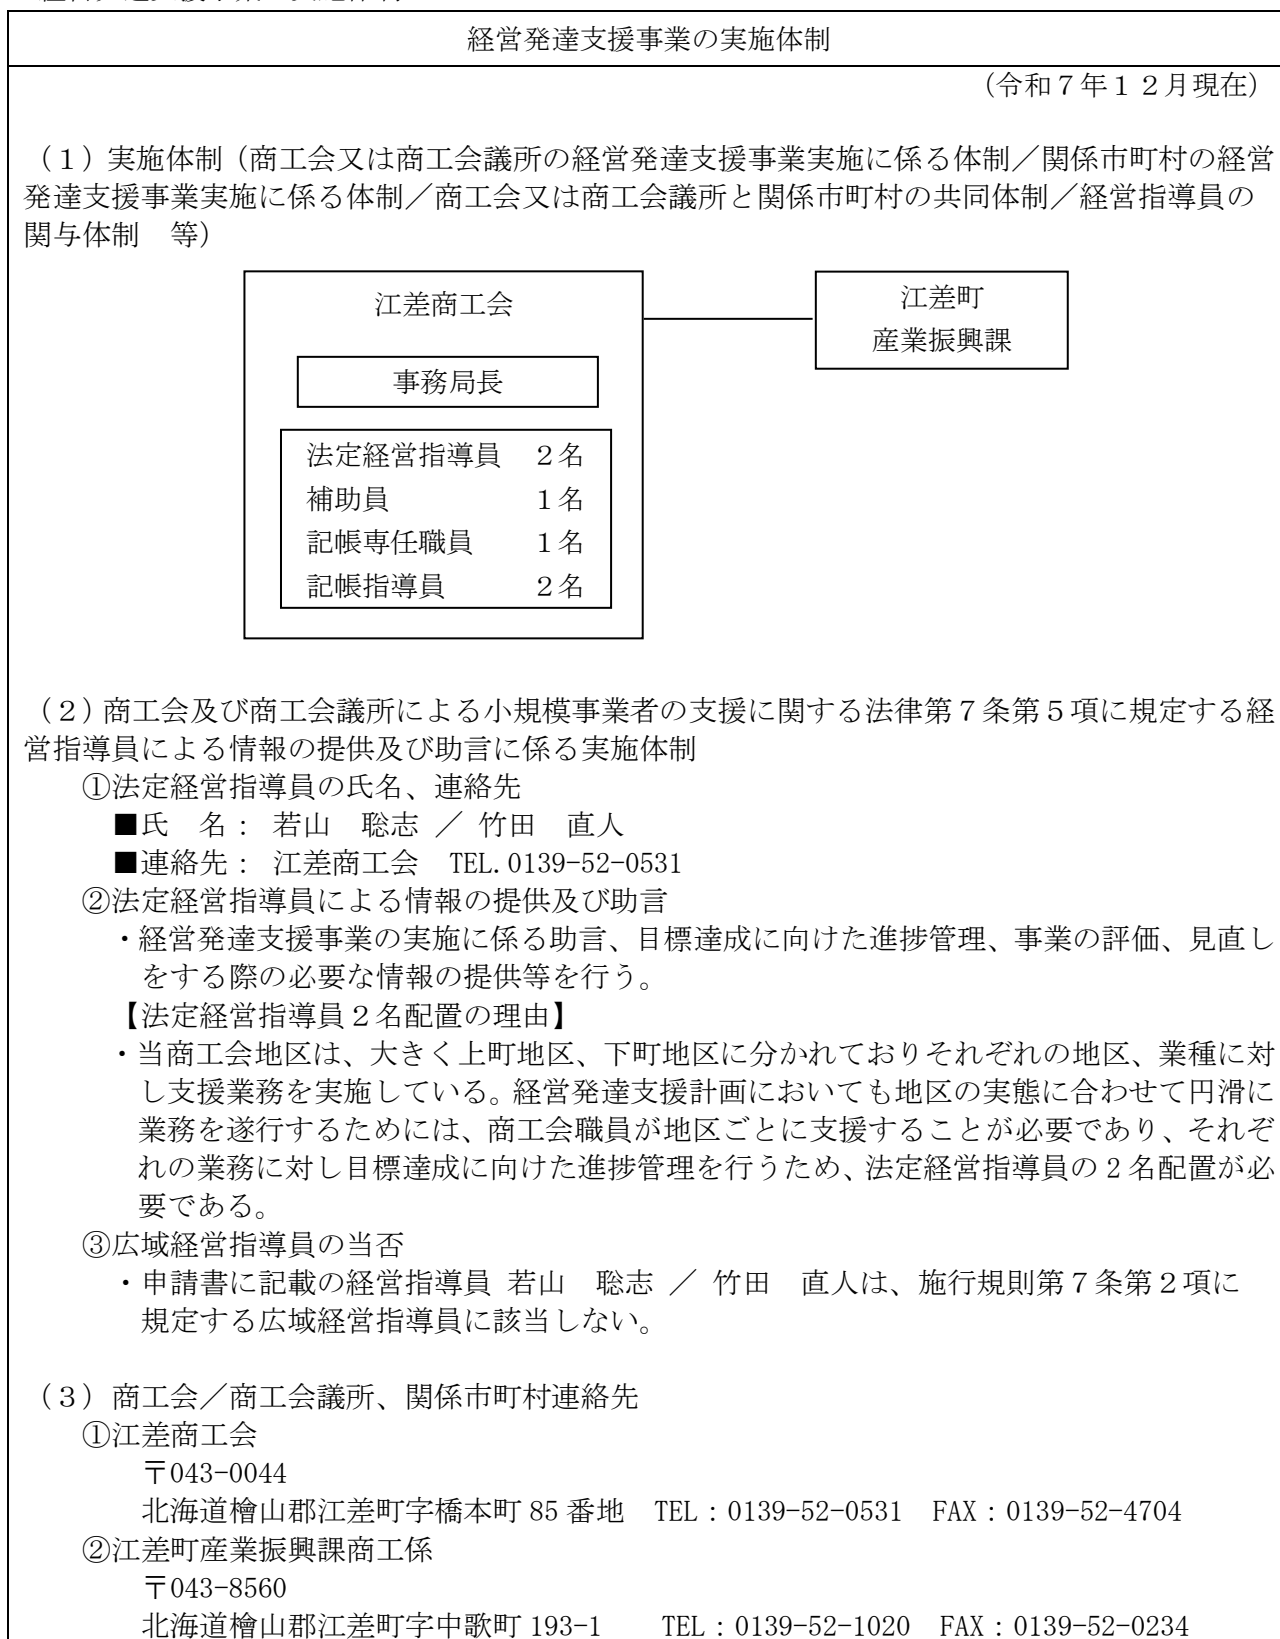 経営発達支援事業の実施体制
(令和7年12月現在)
(1)実施体制(商工会又は商工会議所の経営発達支援事業実施に係る体制/関係市町村の経営
発達支援事業実施に係る体制/商工会又は商工会議所と関係市町村の共同体制/経営指導員の
関与体制 等)
江差商工会
江差町
産業振興課
事務局長
法定経営指導員 2名
補助員 1名
記帳専任職員 1名
記帳指導員 2名
(2)商工会及び商工会議所による小規模事業者の支援に関する法律第7条第5項に規定する経
営指導員による情報の提供及び助言に係る実施体制
①法定経営指導員の氏名、連絡先
■氏 名: 若山 聡志 / 竹田 直人
■連絡先: 江差商工会 TEL.0139-52-0531
②法定経営指導員による情報の提供及び助言
・経営発達支援事業の実施に係る助言、目標達成に向けた進捗管理、事業の評価、見直し
をする際の必要な情報の提供等を行う。
【法定経営指導員2名配置の理由】
・当商工会地区は、大きく上町地区、下町地区に分かれておりそれぞれの地区、業種に対
し支援業務を実施している。経営発達支援計画においても地区の実態に合わせて円滑に
業務を遂行するためには、商工会職員が地区ごとに支援することが必要であり、それぞ
れの業務に対し目標達成に向けた進捗管理を行うため、法定経営指導員の2名配置が必
要である。
③広域経営指導員の当否
・申請書に記載の経営指導員 若山 聡志 / 竹田 直人は、施行規則第7条第2項に
規定する広域経営指導員に該当しない。
(3)商工会/商工会議所、関係市町村連絡先
①江差商工会
〒043-0044
北海道檜山郡江差町字橋本町85番地 TEL:0139-52-0531 FAX:0139-52-4704
②江差町産業振興課商工係
〒043-8560
北海道檜山郡江差町字中歌町193-1 TEL:0139-52-1020 FAX:0139-52-0234